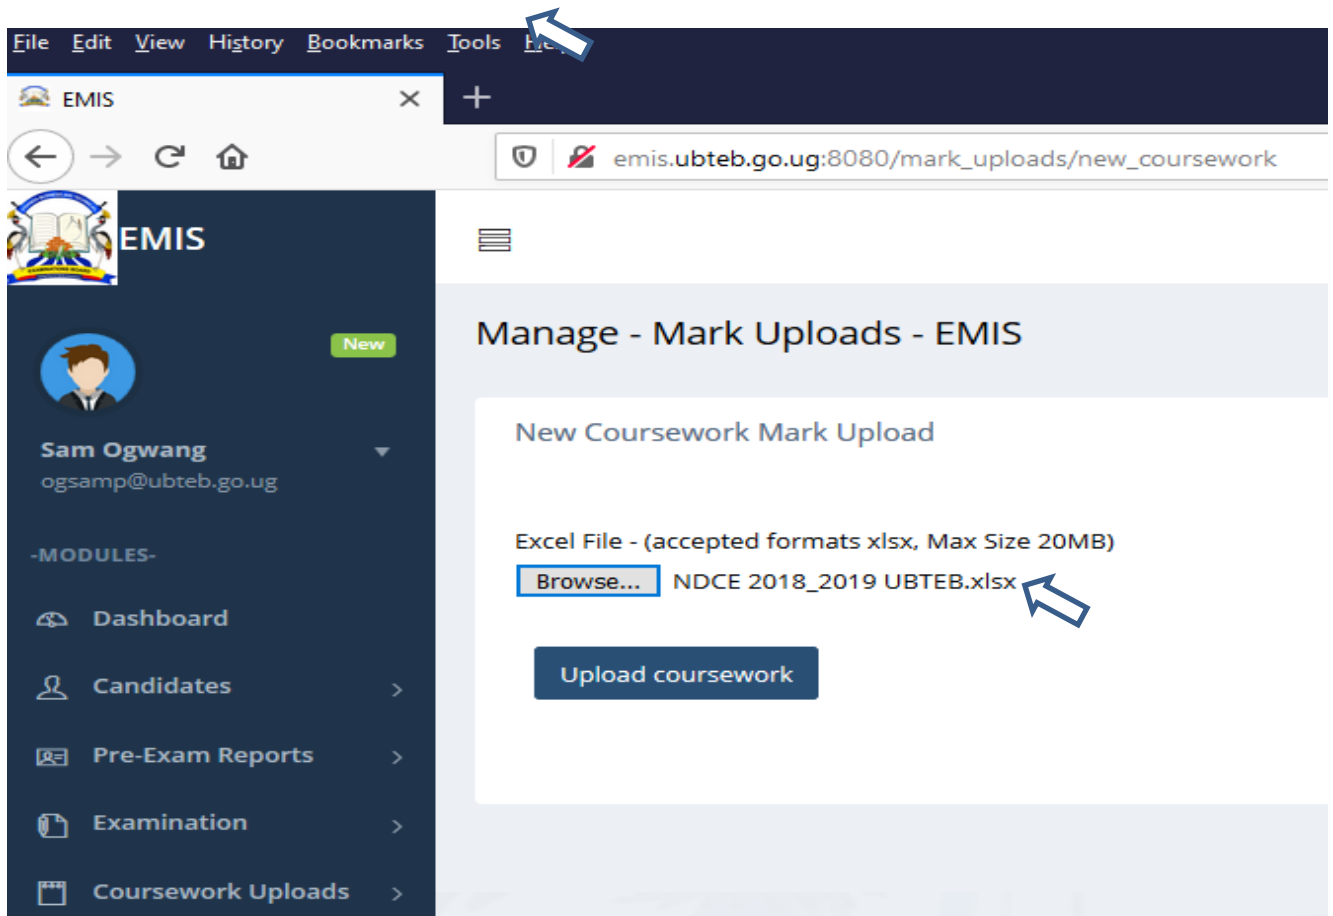 File Edit View History Bookmarks Tools Help
EMIS
emis.ubteb.go.ug:8080/mark_uploads/new_coursework
EMIS
Manage - Mark Uploads - EMIS
New
New Coursework Mark Upload
Sam Ogwang
ogsamp@ubteb.go.ug
Excel File - (accepted formats xlsx, Max Size 20MB)
-MODULES-
Browse... NDCE 2018_2019 UBTEB.xlsx
Dashboard
Upload coursework
Candidates
Pre-Exam Reports
Examination
Coursework Uploads